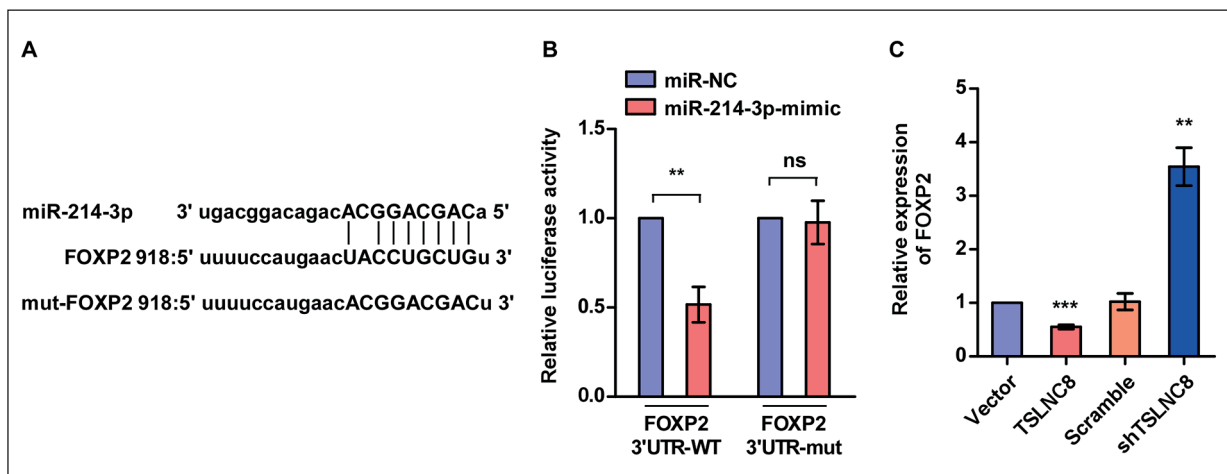 A
miR-214-3p 3' ugacggacagacACGGACGACa 5'
FOXP2 918:5' uuuuccaugaacUACCUGCUGu 3'
mut-FOXP2 918:5' uuuuccaugaacACGGACGACu 3'
B
miR-NC
miR-214-3p-mimic
Relative luciferase activity
1.5
1.0
0.5
0.0
**
ns
FOXP2
3'UTR-WT
FOXP2
3'UTR-mut
C
Relative expression
of FOXP2
5
4
3
2
1
0
***
**
Vector
TSLNC8
Scramble
shTSLNC8